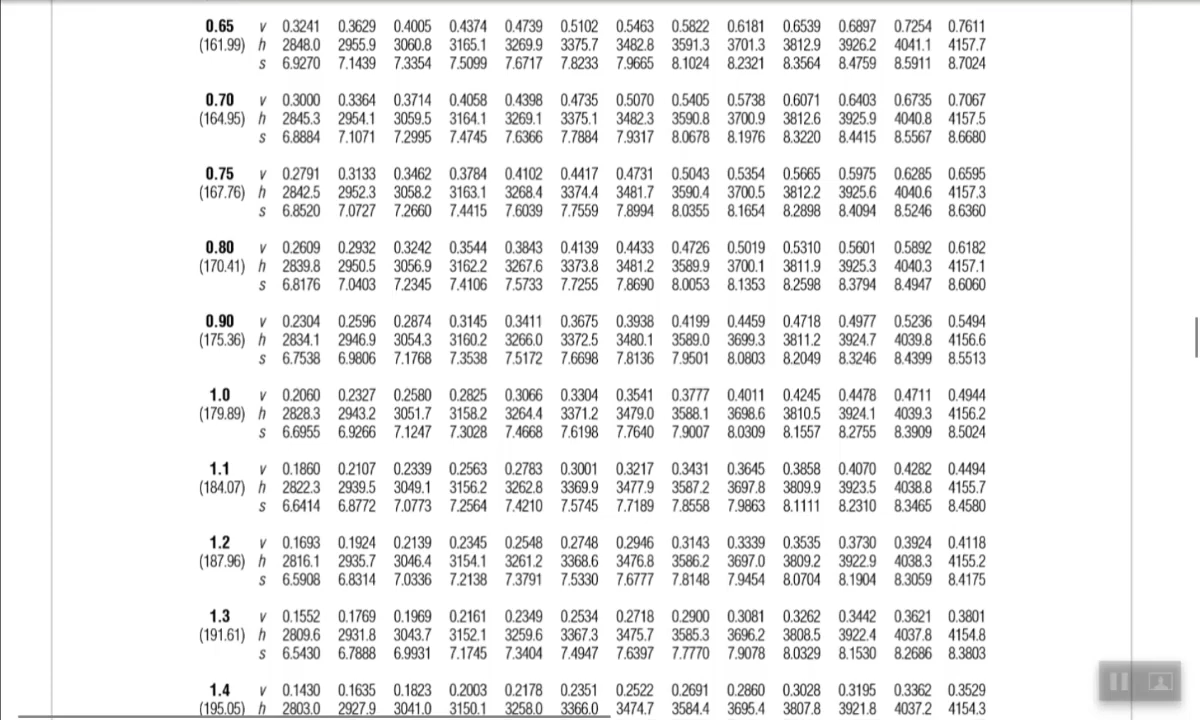 0.65 v 0.3241 0.3629 0.4005 0.4374 0.4739 0.5102 0.5463 0.5822 0.6181 0.6539 0.6897 0.7254 0.7611
(161.99) h 2848.0 2955.9 3060.8 3165.1 3269.9 3375.7 3482.8 3591.3 3701.3 3812.9 3926.2 4041.1 4157.7
s 6.9270 7.1439 7.3354 7.5099 7.6717 7.8233 7.9665 8.1024 8.2321 8.3564 8.4759 8.5911 8.7024
0.70 v 0.3000 0.3364 0.3714 0.4058 0.4398 0.4735 0.5070 0.5405 0.5738 0.6071 0.6403 0.6735 0.7067
(164.95) h 2845.3 2954.1 3059.5 3164.1 3269.1 3375.1 3482.3 3590.8 3700.9 3812.6 3925.9 4040.8 4157.5
s 6.8884 7.1071 7.2995 7.4745 7.6366 7.7884 7.9317 8.0678 8.1976 8.3220 8.4415 8.5567 8.6680
0.75 v 0.2791 0.3133 0.3462 0.3784 0.4102 0.4417 0.4731 0.5043 0.5354 0.5665 0.5975 0.6285 0.6595
(167.76) h 2842.5 2952.3 3058.2 3163.1 3268.4 3374.4 3481.7 3590.4 3700.5 3812.2 3925.6 4040.6 4157.3
s 6.8520 7.0727 7.2660 7.4415 7.6039 7.7559 7.8994 8.0355 8.1654 8.2898 8.4094 8.5246 8.6360
0.80 v 0.2609 0.2932 0.3242 0.3544 0.3843 0.4139 0.4433 0.4726 0.5019 0.5310 0.5601 0.5892 0.6182
(170.41) h 2839.8 2950.5 3056.9 3162.2 3267.6 3373.8 3481.2 3589.9 3700.1 3811.9 3925.3 4040.3 4157.1
s 6.8176 7.0403 7.2345 7.4106 7.5733 7.7255 7.8690 8.0053 8.1353 8.2598 8.3794 8.4947 8.6060
0.90 v 0.2304 0.2596 0.2874 0.3145 0.3411 0.3675 0.3938 0.4199 0.4459 0.4718 0.4977 0.5236 0.5494
(175.36) h 2834.1 2946.9 3054.3 3160.2 3266.0 3372.5 3480.1 3589.0 3699.3 3811.2 3924.7 4039.8 4156.6
s 6.7538 6.9806 7.1768 7.3538 7.5172 7.6698 7.8136 7.9501 8.0803 8.2049 8.3246 8.4399 8.5513
1.0 v 0.2060 0.2327 0.2580 0.2825 0.3066 0.3304 0.3541 0.3777 0.4011 0.4245 0.4478 0.4711 0.4944
(179.89) h 2828.3 2943.2 3051.7 3158.2 3264.4 3371.2 3479.0 3588.1 3698.6 3810.5 3924.1 4039.3 4156.2
s 6.6955 6.9266 7.1247 7.3028 7.4668 7.6198 7.7640 7.9007 8.0309 8.1557 8.2755 8.3909 8.5024
1.1 v 0.1860 0.2107 0.2339 0.2563 0.2783 0.3001 0.3217 0.3431 0.3645 0.3858 0.4070 0.4282 0.4494
(184.07) h 2822.3 2939.5 3049.1 3156.2 3262.8 3369.9 3477.9 3587.2 3697.8 3809.9 3923.5 4038.8 4155.7
s 6.6414 6.8772 7.0773 7.2564 7.4210 7.5745 7.7189 7.8558 7.9863 8.1111 8.2310 8.3465 8.4580
1.2 v 0.1693 0.1924 0.2139 0.2345 0.2548 0.2748 0.2946 0.3143 0.3339 0.3535 0.3730 0.3924 0.4118
(187.96) h 2816.1 2935.7 3046.4 3154.1 3261.2 3368.6 3476.8 3586.2 3697.0 3809.2 3922.9 4038.3 4155.2
s 6.5908 6.8314 7.0336 7.2138 7.3791 7.5330 7.6777 7.8148 7.9454 8.0704 8.1904 8.3059 8.4175
1.3 v 0.1552 0.1769 0.1969 0.2161 0.2349 0.2534 0.2718 0.2900 0.3081 0.3262 0.3442 0.3621 0.3801
(191.61) h 2809.6 2931.8 3043.7 3152.1 3259.6 3367.3 3475.7 3585.3 3696.2 3808.5 3922.4 4037.8 4154.8
s 6.5430 6.7888 6.9931 7.1745 7.3404 7.4947 7.6397 7.7770 7.9078 8.0329 8.1530 8.2686 8.3803
1.4 v 0.1430 0.1635 0.1823 0.2003 0.2178 0.2351 0.2522 0.2691 0.2860 0.3028 0.3195 0.3362 0.3529
(195.05) h 2803.0 2927.9 3041.0 3150.1 3258.0 3366.0 3474.7 3584.4 3695.4 3807.8 3921.8 4037.2 4154.3